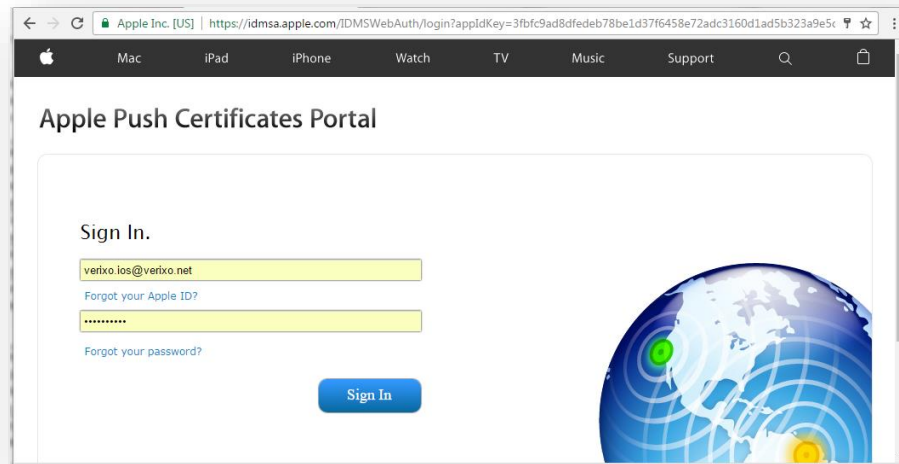 Apple Inc. [US] | https://idmsa.apple.com/IDMSWebAuth/login?appIdKey=3fbfc9ad8dfedeb78be1d37f6458e72adc3160d1ad5b323a9e5c
Mac iPad iPhone Watch TV Music Support
Apple Push Certificates Portal
Sign In.
verixo.ios@verixo.net
Forgot your Apple ID?
••••••••••
Forgot your password?
Sign In